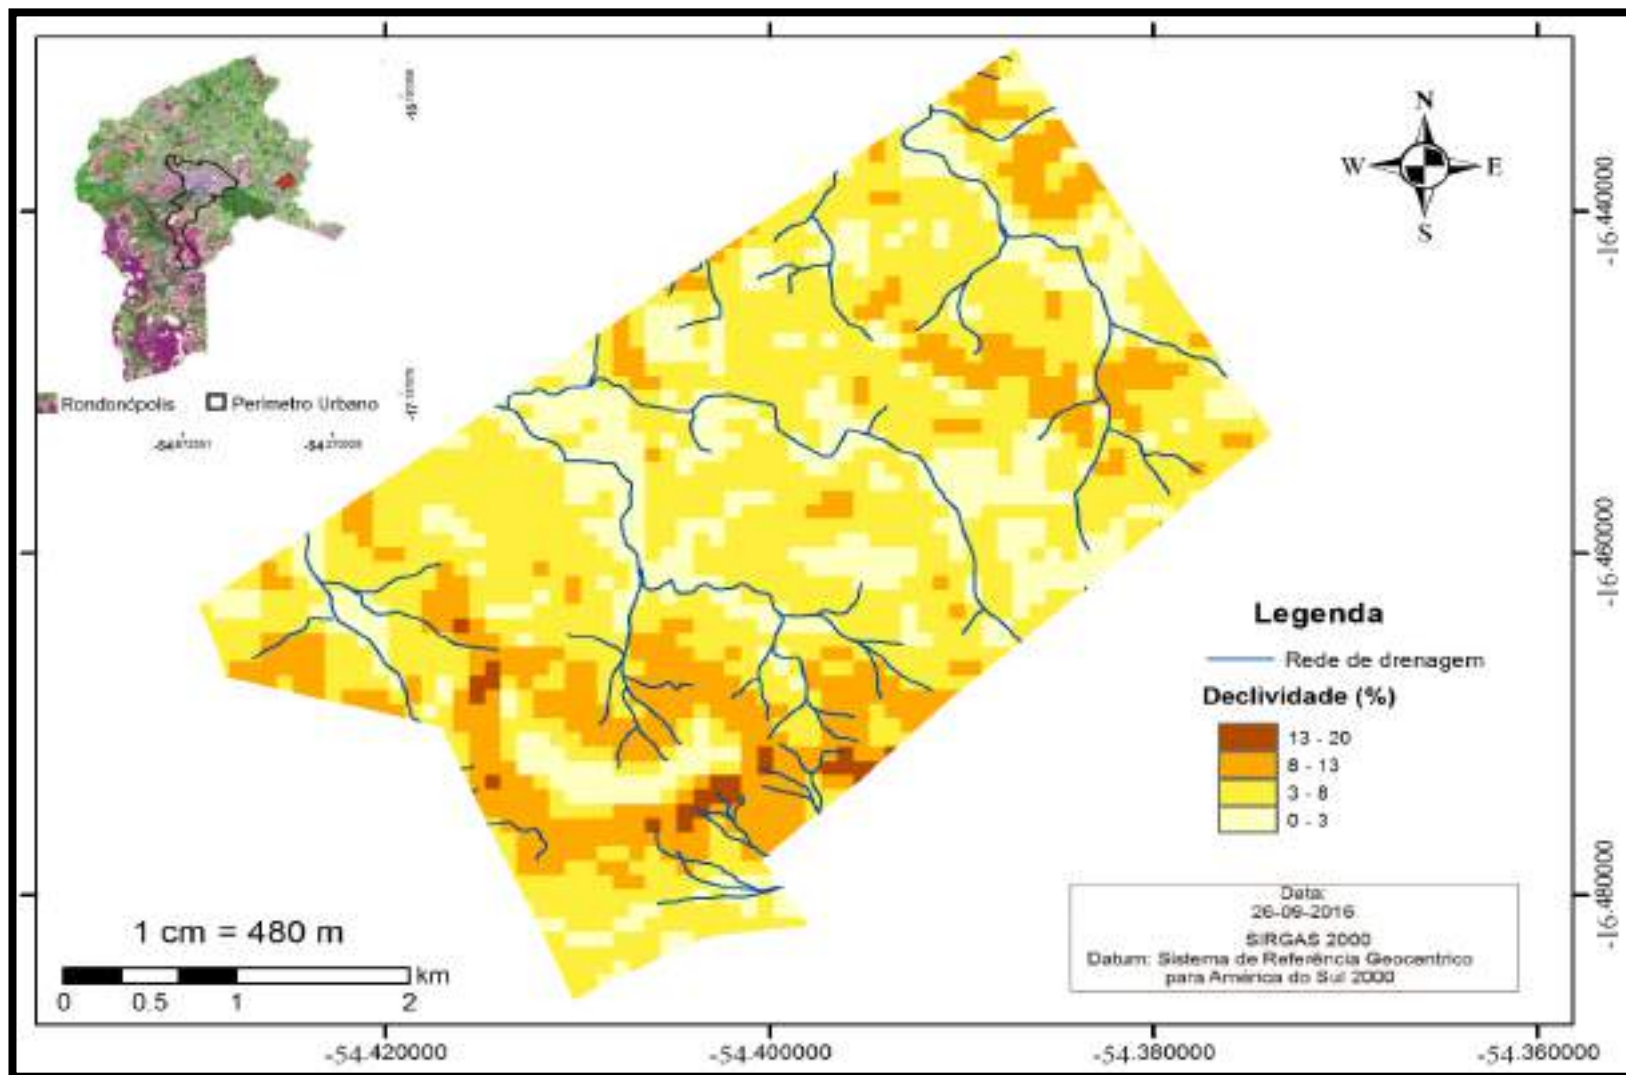 N
W E
S
-16.440000
-16.460000
-16.480000
Rondonópolis
Perimetro Urbano
Legenda
Rede de drenagem
Declividade (%)
13 - 20
8 - 13
3 - 8
0 - 3
Data:
26-09-2016
SIRGAS 2000
Datum: Sistema de Referência Geocentrico
para América do Sul 2000
1 cm = 480 m
km
0 0.5 1 2
-54.420000 -54.400000 -54.380000 -54.360000